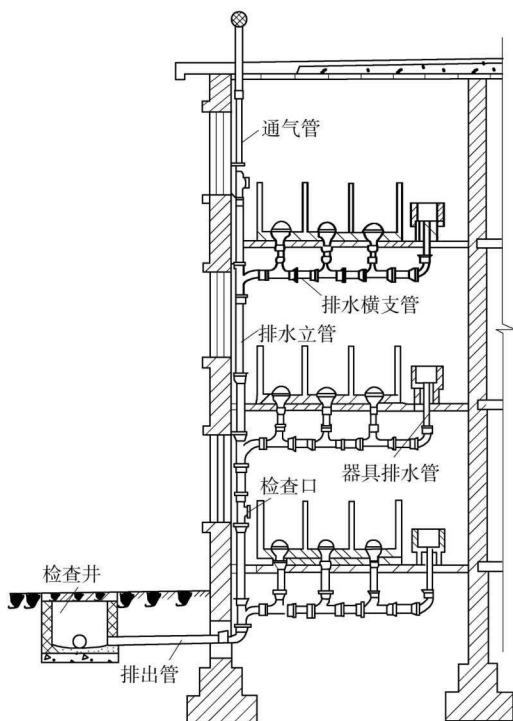 通气管
排水横支管
排水立管
器具排水管
检查口
检查井
排出管